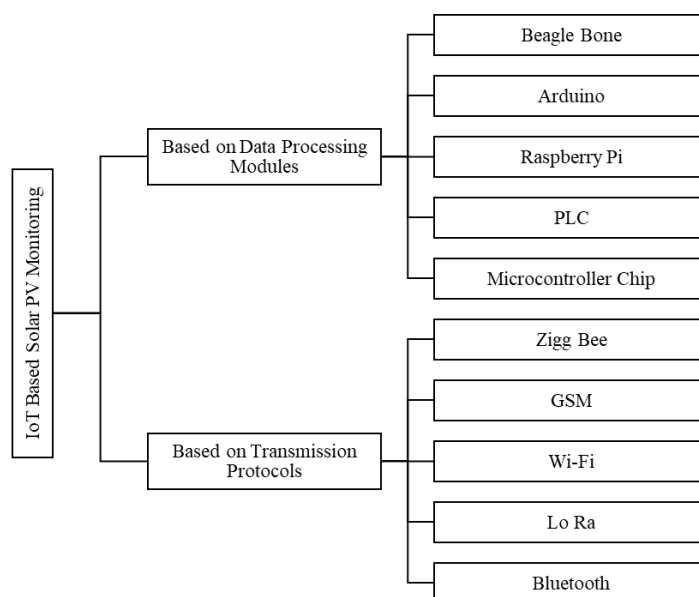 IoT Based Solar PV Monitoring
Based on Data Processing
Modules
Beagle Bone
Arduino
Raspberry Pi
PLC
Microcontroller Chip
Based on Transmission
Protocols
Zigg Bee
GSM
Wi-Fi
Lo Ra
Bluetooth